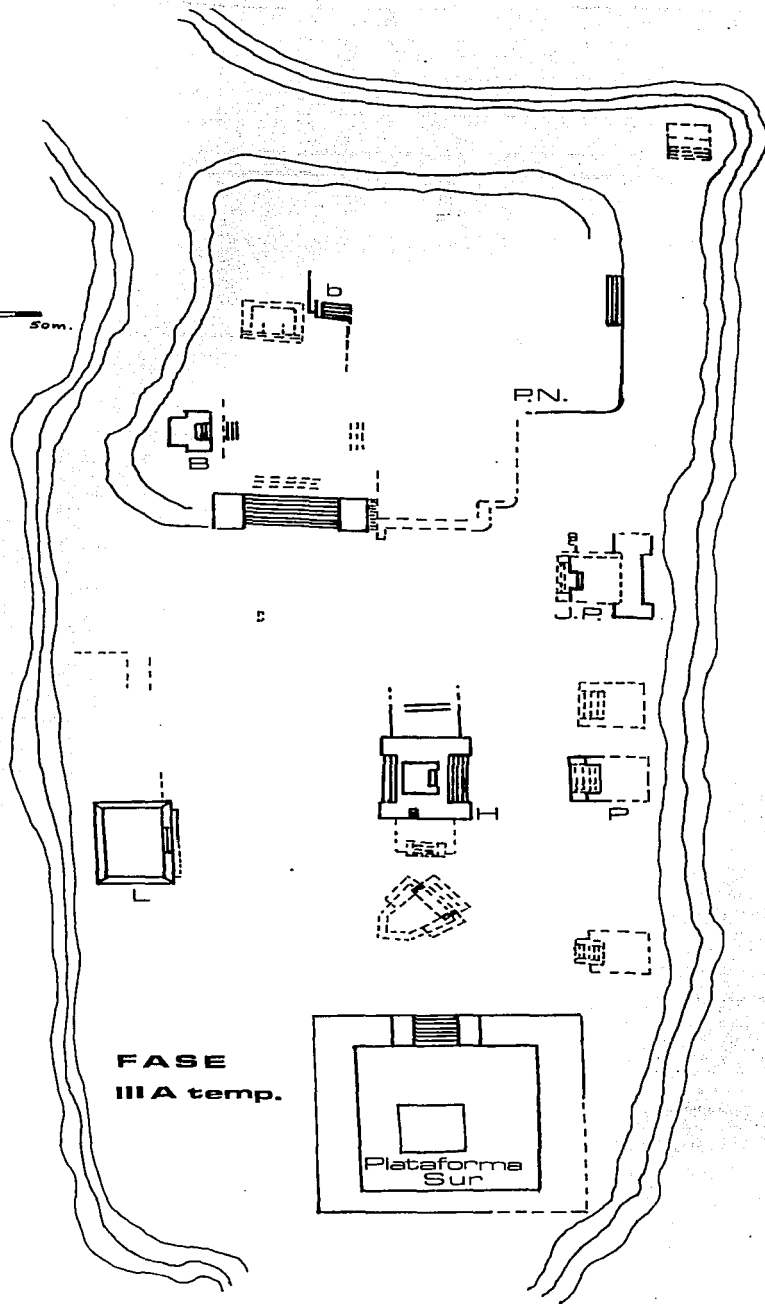 50m.
b
P.N.
B
J.P.
H
P
L
FASE
III A temp.
Plataforma
Sur